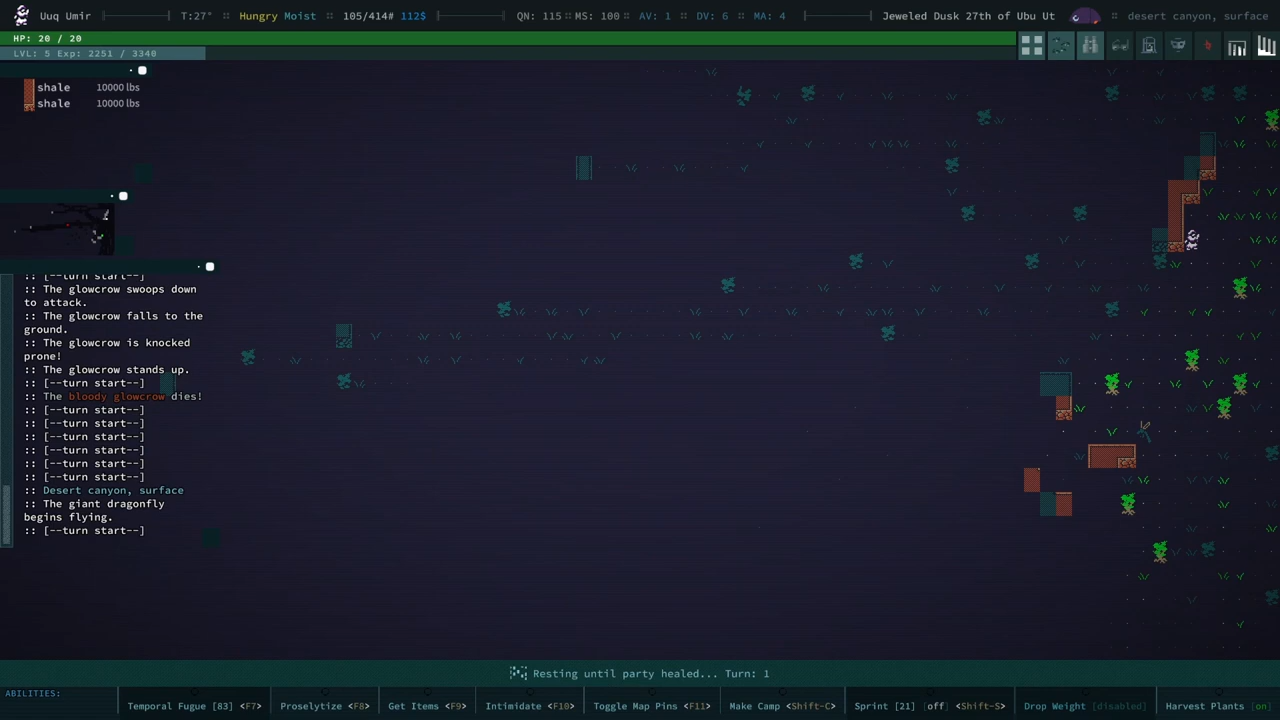 Uuq Umir T:27° Hungry Moist 105/414# 112$ QN: 115 MS: 100 AV: 1 DV: 6 MA: 4 Jeweled Dusk 27th of Ubu Ut desert canyon, surface
HP: 20 / 20
LVL: 5 Exp: 2251 / 3340
shale 10000 lbs
shale 10000 lbs
:: [--turn start--]
:: The glowcrow swoops down
to attack.
:: The glowcrow falls to the
ground.
:: The glowcrow is knocked
prone!
:: The glowcrow stands up.
:: [--turn start--]
:: The bloody glowcrow dies!
:: [--turn start--]
:: [--turn start--]
:: [--turn start--]
:: [--turn start--]
:: [--turn start--]
:: [--turn start--]
:: Desert canyon, surface
:: The giant dragonfly
begins flying.
:: [--turn start--]
Resting until party healed... Turn: 1
ABILITIES:
Temporal Fugue [83] <F7> Proselytize <F8> Get Items <F9> Intimidate <F10> Toggle Map Pins <F11> Make Camp <Shift-C> Sprint [21] [off] <Shift-S> Drop Weight [disabled] Harvest Plants [on]